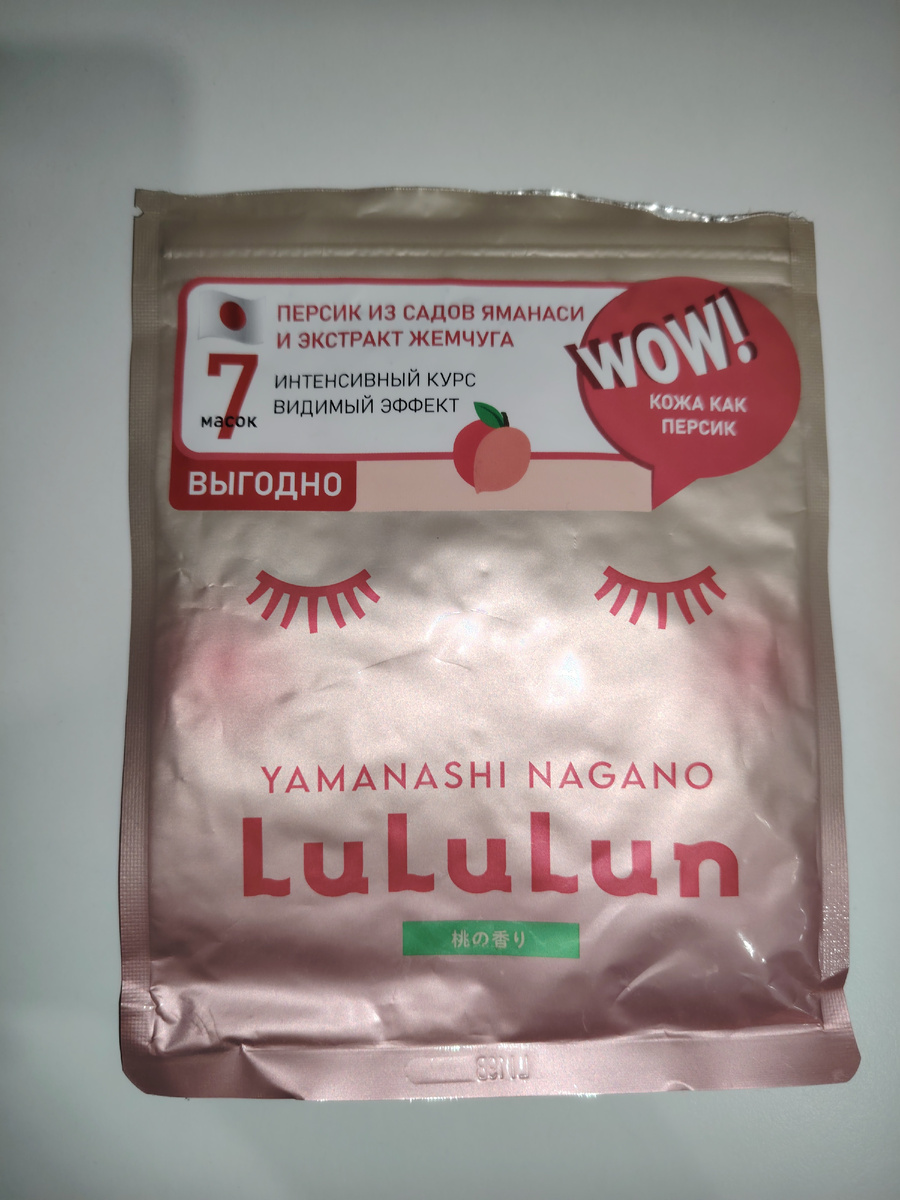 ПЕРСИК ИЗ САДОВ ЯМАНАСИ
И ЭКСТРАКТ ЖЕМЧУГА
7
масок
ИНТЕНСИВНЫЙ КУРС
ВИДИМЫЙ ЭФФЕКТ
WOW!
КОЖА КАК
ПЕРСИК
ВЫГОДНО
YAMANASHI NAGANO
LuLuLun
桃の香り